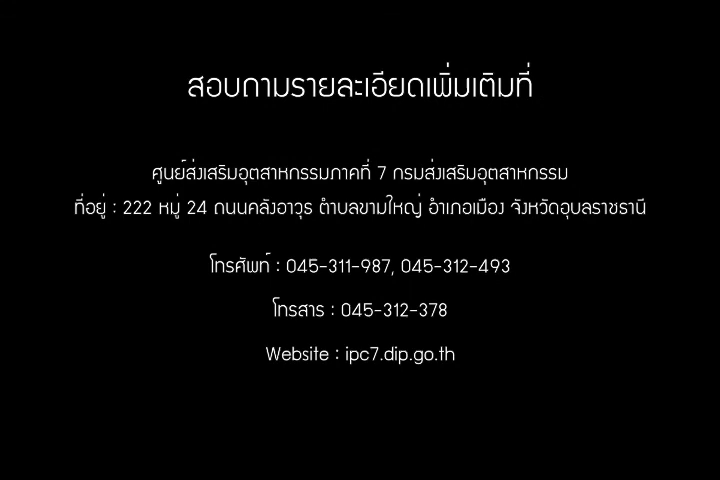 สอบถามรายละเอียดเพิ่มเติมที่
ศูนย์ส่งเสริมอุตสาหกรรมภาคที่ 7 กรมส่งเสริมอุตสาหกรรม
ที่อยู่ : 222 หมู่ 24 ถนนคลังอาวุธ ตำบลขามใหญ่ อำเภอเมือง จังหวัดอุบลราชธานี
โทรศัพท์ : 045-311-987, 045-312-493
โทรสาร : 045-312-378
Website : ipc7.dip.go.th